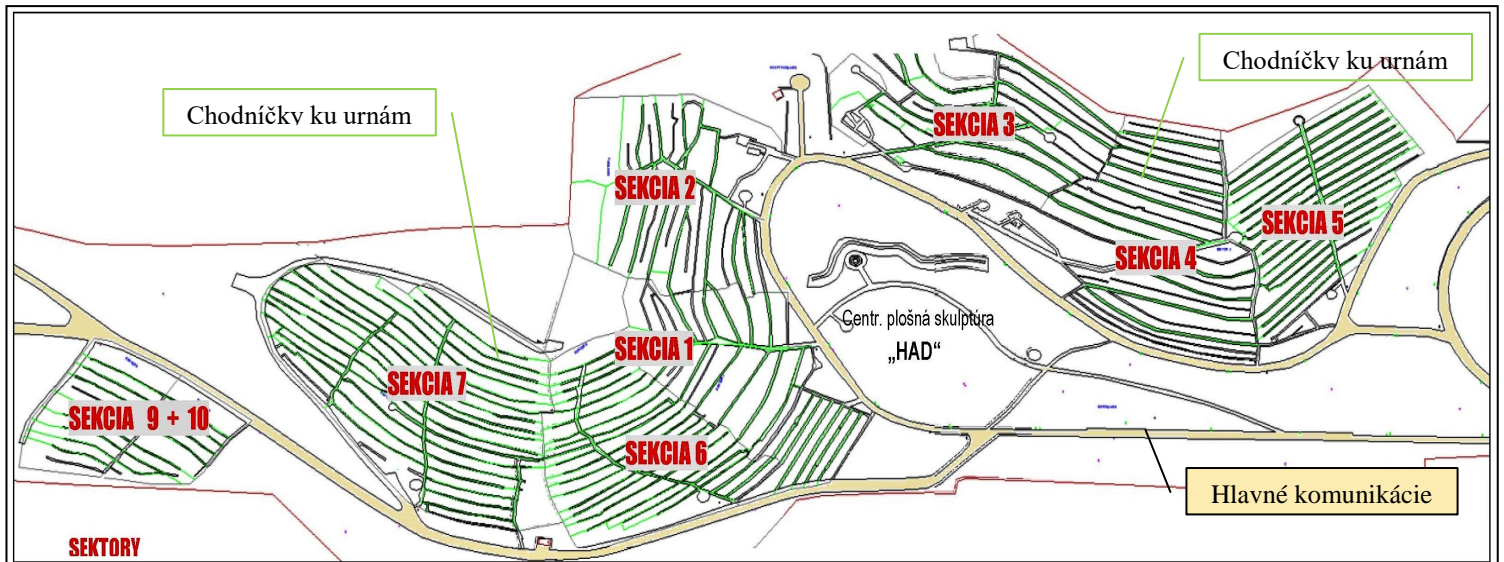 Chodníčky ku urnám
Chodníčky ku urnám
SEKCIA 3
SEKCIA 2
SEKCIA 5
SEKCIA 4
Centr. plošná skulptúra
„HAD"
SEKCIA 1
SEKCIA 7
SEKCIA 9 + 10
SEKCIA 6
Hlavné komunikácie
SEKTORY